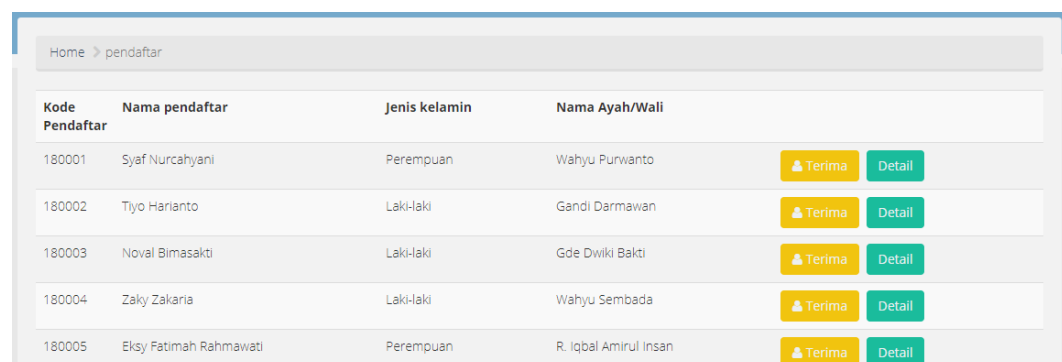 Home > pendaftar
Kode Pendaftar Nama pendaftar Jenis kelamin Nama Ayah/Wali
180001 Syaf Nurcahyani Perempuan Wahyu Purwanto Terima Detail
180002 Tiyo Harianto Laki-laki Gandi Darmawan Terima Detail
180003 Noval Bimasakti Laki-laki Gde Dwiki Bakti Terima Detail
180004 Zaky Zakaria Laki-laki Wahyu Sembada Terima Detail
180005 Eksy Fatimah Rahmawati Perempuan R. Iqbal Amirul Insan Terima Detail